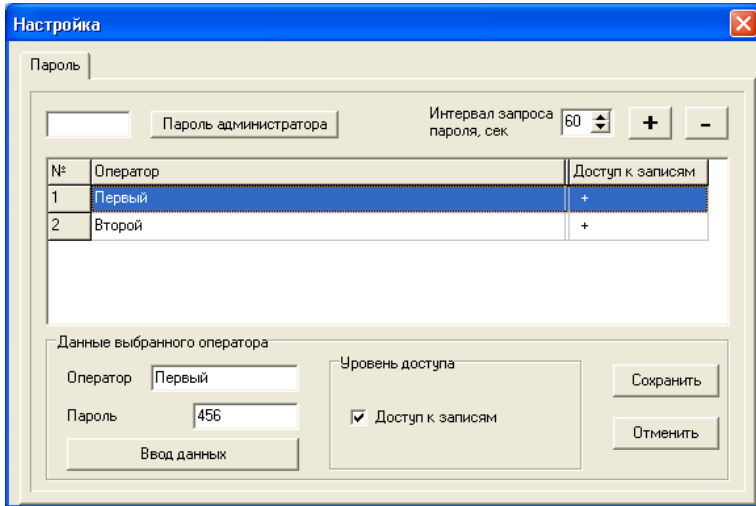 Настройка
Пароль
Пароль администратора
Интервал запроса
пароля, сек
60
+
-
№ Оператор Доступ к записям
1 Первый +
2 Второй +
Данные выбранного оператора
Оператор Первый
Пароль 456
Ввод данных
Уровень доступа
Доступ к записям
Сохранить
Отменить